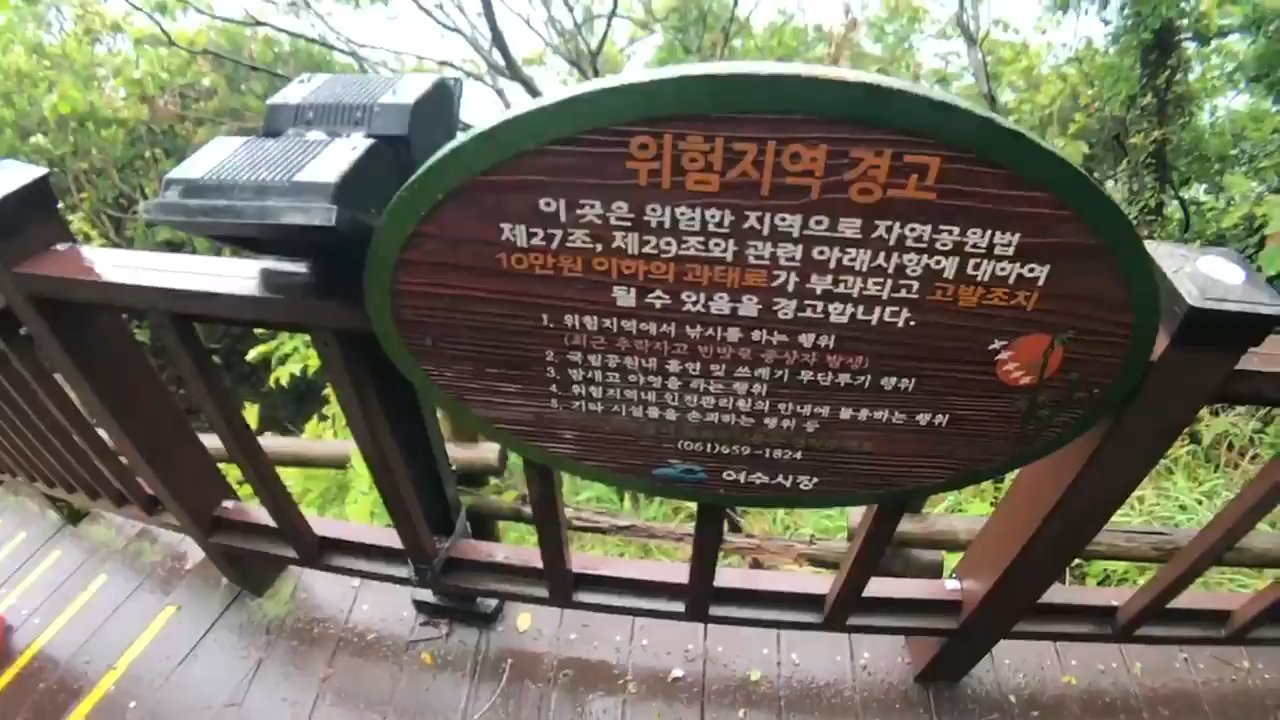 위험지역 경고
이 곳은 위험한 지역으로 자연공원법
제27조, 제29조와 관련 아래사항에 대하여
10만원 이하의 과태료가 부과되고 고발조치
될 수 있음을 경고합니다.
1. 위험지역에서 낚시를 하는 행위
(최근 추락사고 빈발로 중상자 발생)
2. 국립공원내 흡연 및 쓰레기 무단투기 행위
3. 밤새고 야영을 하는 행위
4. 위험지역내 안전관리원의 안내에 불응하는 행위
5. 기타 시설물을 손괴하는 행위 등
(061)659-1824
여수시장